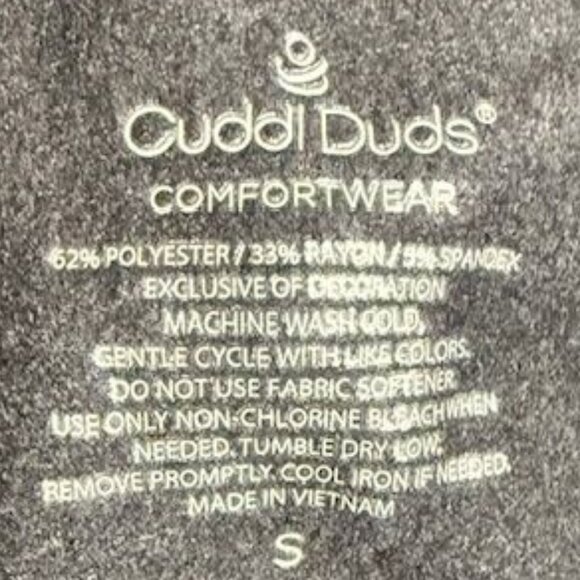 Cuddl Duds®
COMFORTWEAR
62% POLYESTER / 33% RAYON / 5% SPANDEX
EXCLUSIVE OF DECORATION
MACHINE WASH COLD,
GENTLE CYCLE WITH LIKE COLORS.
DO NOT USE FABRIC SOFTENER
USE ONLY NON-CHLORINE BLEACH WHEN
NEEDED. TUMBLE DRY LOW.
REMOVE PROMPTLY COOL IRON IF NEEDED.
MADE IN VIETNAM
S